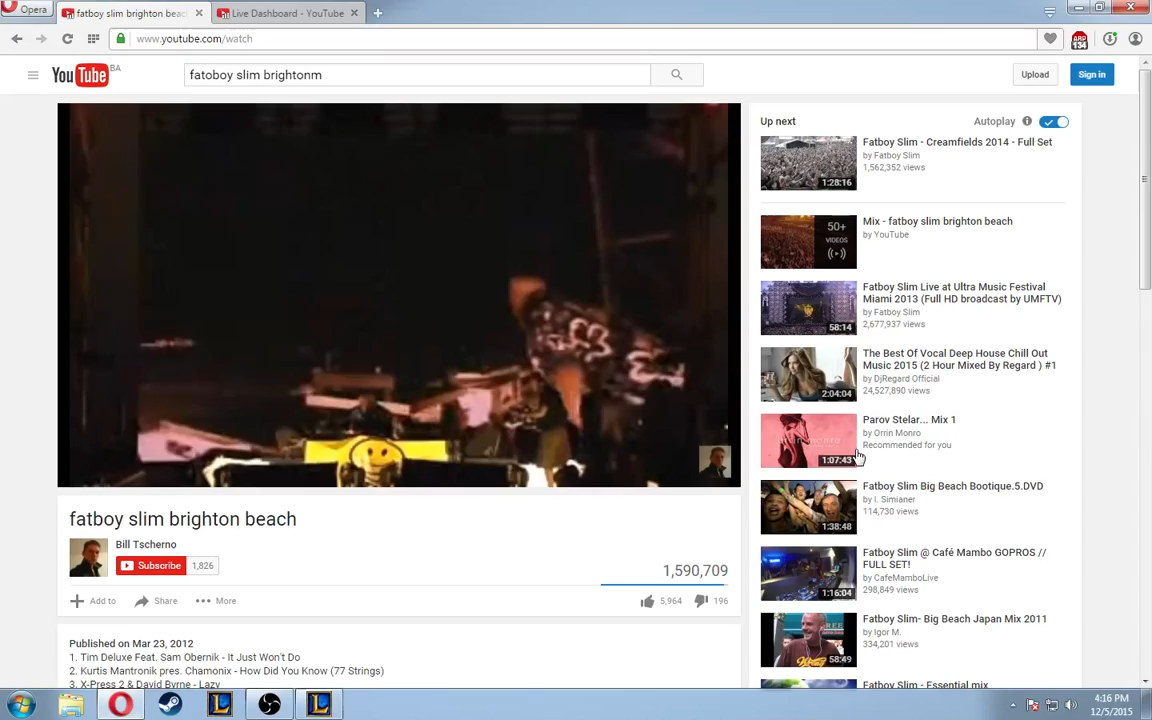 Opera
fatboy slim brighton beac
Live Dashboard - YouTube
www.youtube.com/watch
ABP
134
You Tube BA
fatoboy slim brightonm
Upload
Sign in
Up next
Autoplay
Fatboy Slim - Creamfields 2014 - Full Set
by Fatboy Slim
1,562,352 views
1:28:16
50+
VIDEOS
Mix - fatboy slim brighton beach
by YouTube
Fatboy Slim Live at Ultra Music Festival
Miami 2013 (Full HD broadcast by UMFTV)
by Fatboy Slim
2,677,937 views
58:14
The Best Of Vocal Deep House Chill Out
Music 2015 (2 Hour Mixed By Regard ) #1
by DjRegard Official
24,527,890 views
2:04:04
Parov Stelar... Mix 1
by Orrin Monro
Recommended for you
1:07:43
Fatboy Slim Big Beach Bootique.5.DVD
by I. Simianer
114,730 views
1:38:48
Fatboy Slim @ Café Mambo GOPROS //
FULL SET!
by CafeMamboLive
298,849 views
1:16:04
Fatboy Slim- Big Beach Japan Mix 2011
by Igor M.
334,201 views
58:49
Fatboy Slim - Essential mix
fatboy slim brighton beach
Bill Tscherno
Subscribe 1,826
1,590,709
Add to
Share
More
5,964
196
Published on Mar 23, 2012
1. Tim Deluxe Feat. Sam Obernik - It Just Won't Do
2. Kurtis Mantronik pres. Chamonix - How Did You Know (77 Strings)
3. X-Press 2 & David Byrne - Lazy
4:16 PM
12/5/2015